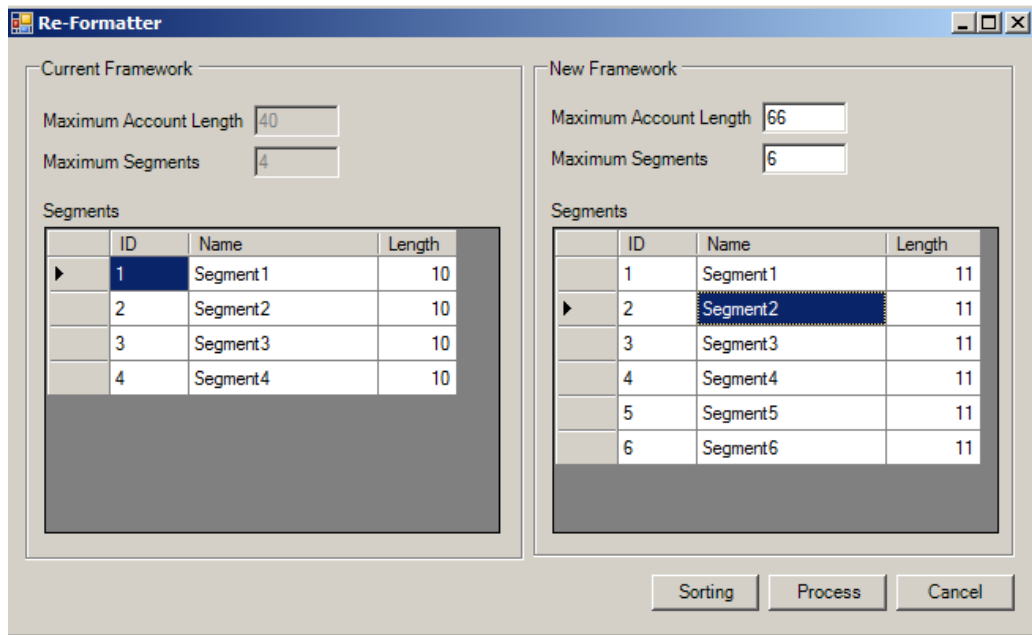 Re-Formatter
Current Framework
Maximum Account Length 40
Maximum Segments 4
Segments
ID Name Length
1 Segment1 10
2 Segment2 10
3 Segment3 10
4 Segment4 10
New Framework
Maximum Account Length 66
Maximum Segments 6
Segments
ID Name Length
1 Segment1 11
2 Segment2 11
3 Segment3 11
4 Segment4 11
5 Segment5 11
6 Segment6 11
Sorting Process Cancel